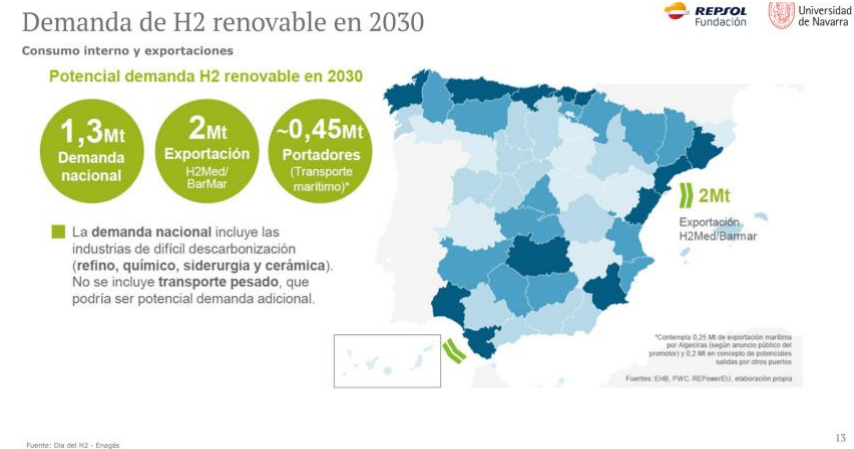 Demanda de H2 renovable en 2030
REPSOL
Fundación
Universidad
de Navarra
Consumo interno y exportaciones
Potencial demanda H2 renovable en 2030
1,3Mt
Demanda
nacional
2Mt
Exportación
H2Med/
BarMar
~0,45Mt
Portadores
(Transporte
marítimo)*
La demanda nacional incluye las
industrias de difícil descarbonización
(refino, químico, siderurgia y cerámica).
No se incluye transporte pesado, que
podría ser potencial demanda adicional.
2Mt
Exportación
H2Med/Barmar
*Contempla 0,25 Mt de exportación marítima
por Algeciras (según anuncio público del
promotor) y 0,2 Mt en concepto de potenciales
salidas por otros puertos
Fuentes: EHB, PWC, REPowerEU, elaboración propia
Fuente: Dia del H2 - Enagás
13